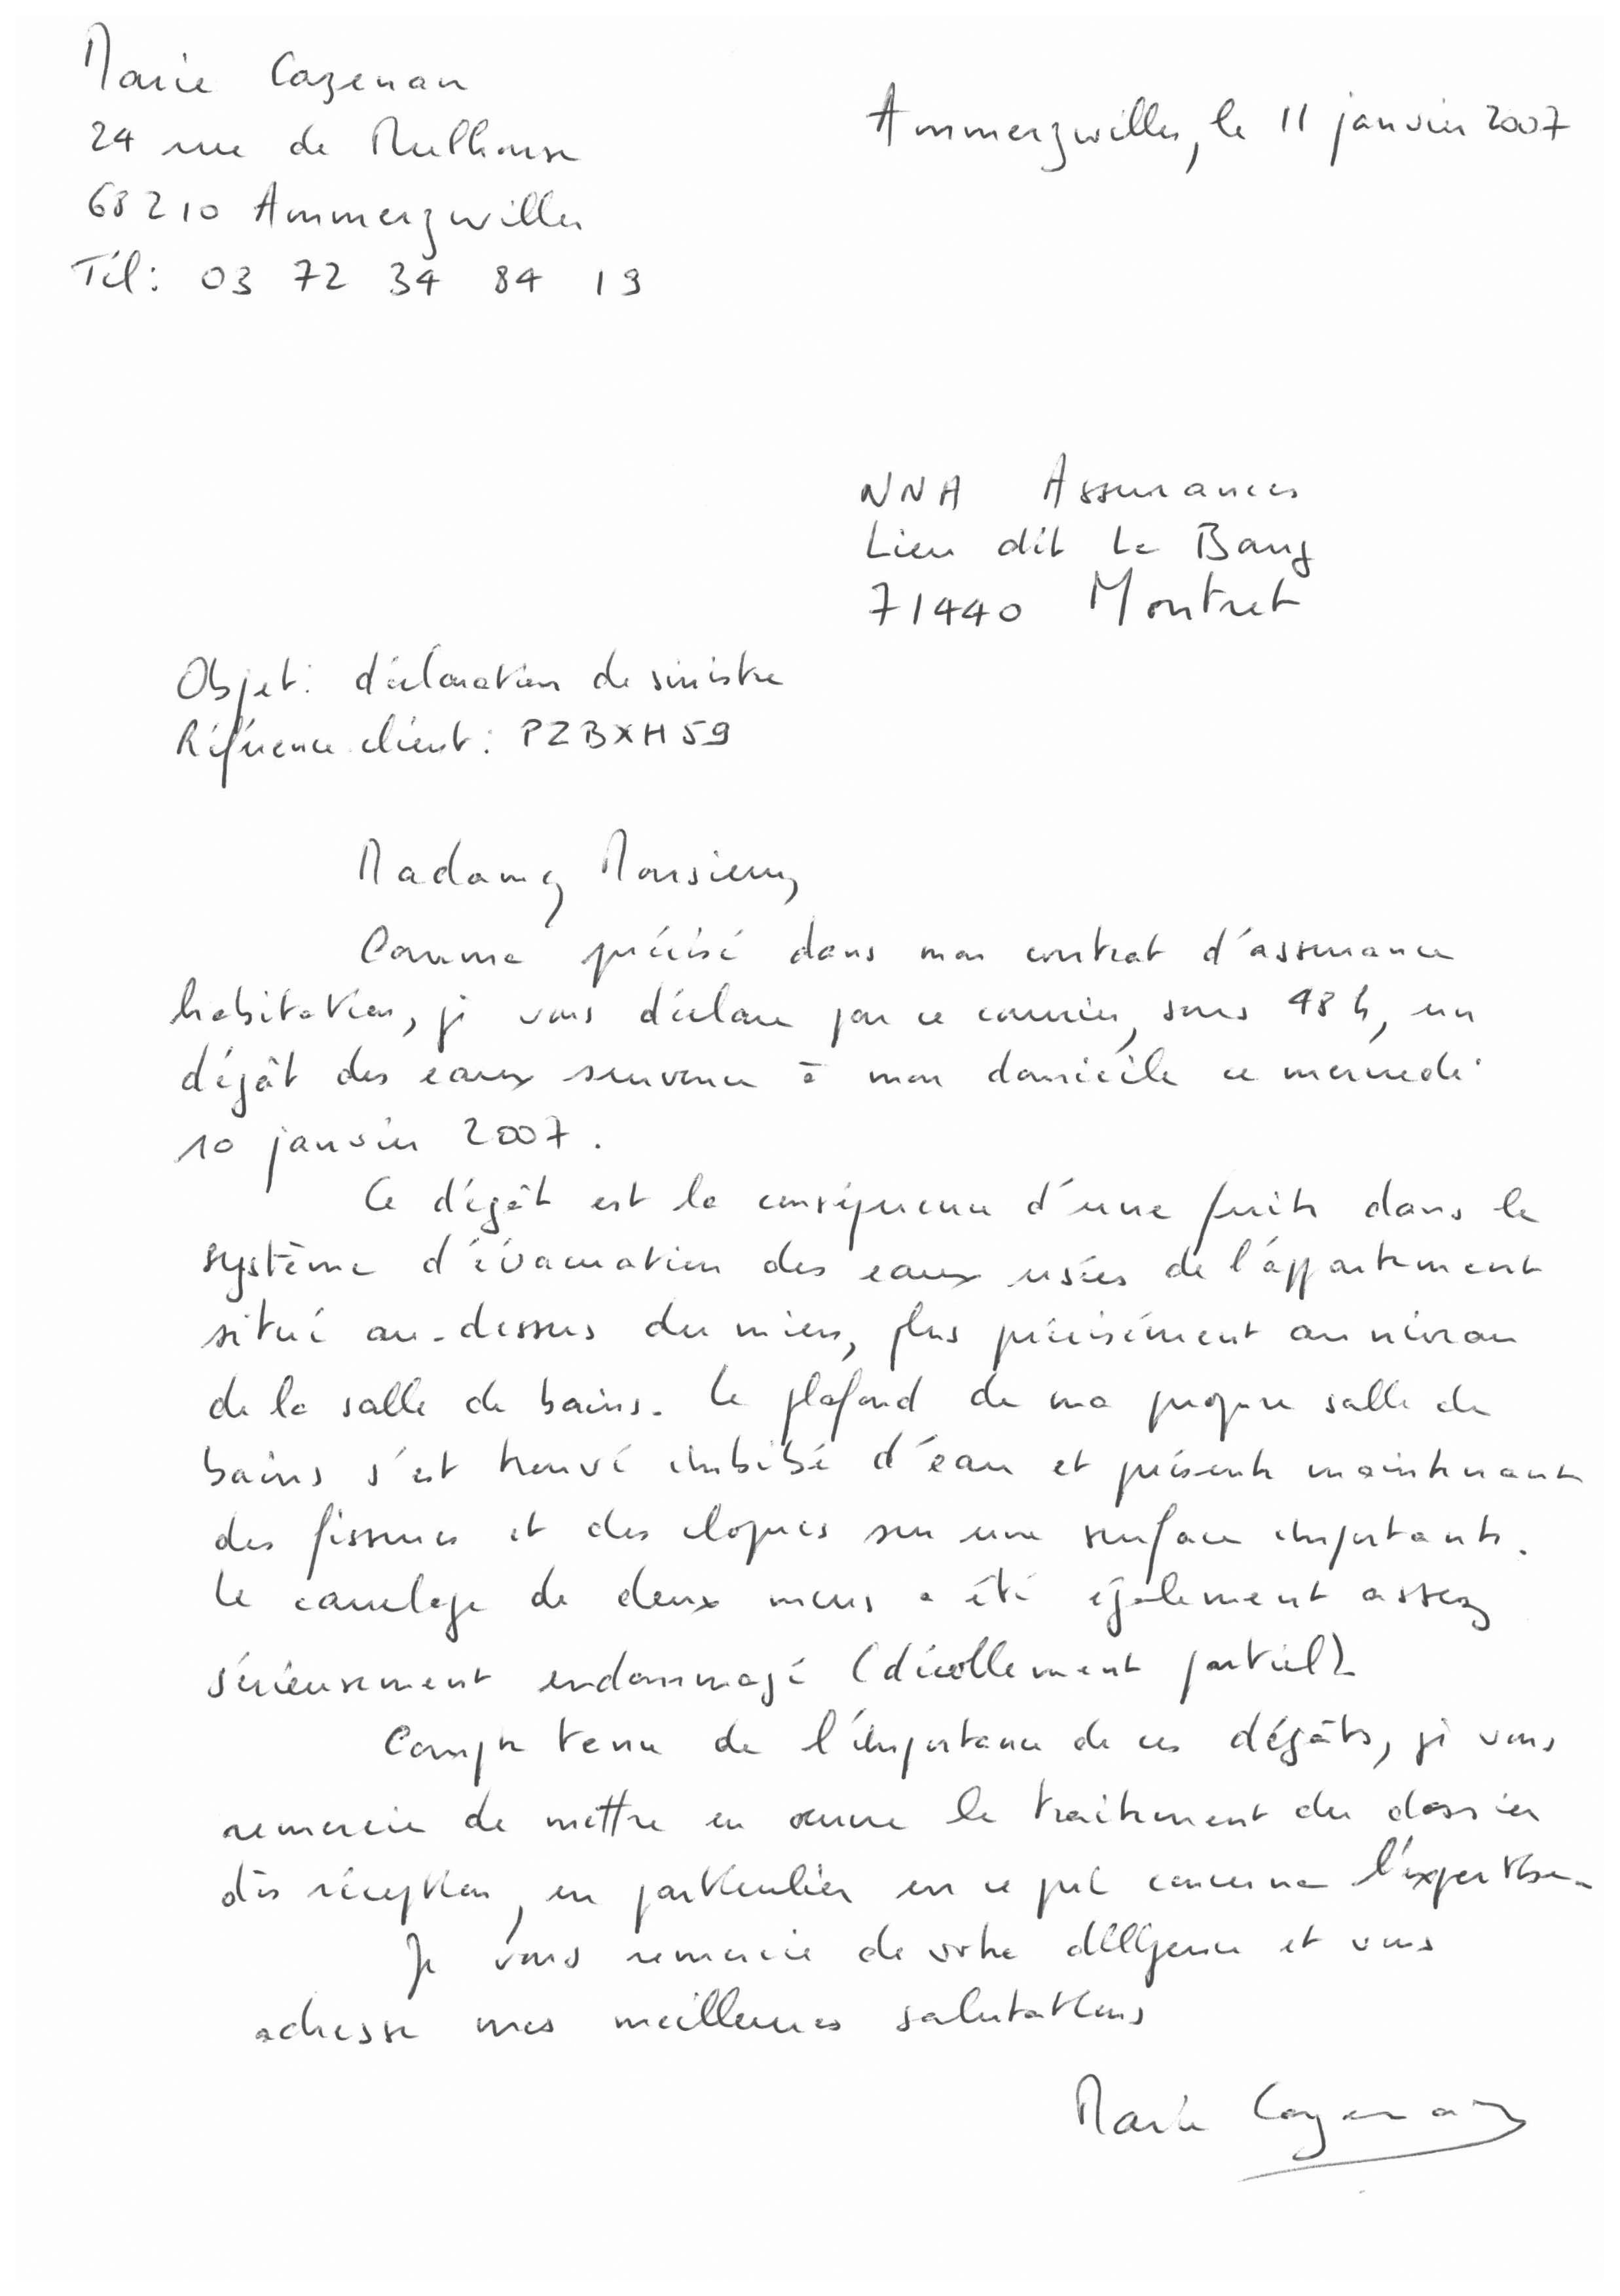 Marie Cazenan
24 rue de Mulhouse
68210 Ammerzwiller
Tél: 03 72 34 84 19
Ammerzwiller, le 11 janvier 2007
NNA Assurances
Lieu dit Le Bourg
71440 Montret
Objet: déclaration de sinistre
Référence client: PZBXH59
Madame, Monsieur,
Comme précisé dans mon contrat d'assurance
habitation, je vous déclare par ce courrier, sous 48 h, un
dégât des eaux survenu à mon domicile ce mercredi
10 janvier 2007.
Ce dégât est la conséquence d'une fuite dans le
système d'évacuation des eaux usées de l'appartement
situé au-dessus du mien, plus précisément au niveau
de la salle de bains. Le plafond de ma propre salle de
bains s'est trouvé imbibé d'eau et présente maintenant
des fissures et des cloques sur une surface importante.
Le carrelage de deux murs a été également assez
sérieusement endommagé (décollement partiel).
Compte tenu de l'importance de ces dégâts, je vous
remercie de mettre en œuvre le traitement du dossier
dès réception, en particulier en ce qui concerne l'expertise.
Je vous remercie de votre diligence et vous
adresse mes meilleures salutations
Marie Cazenan